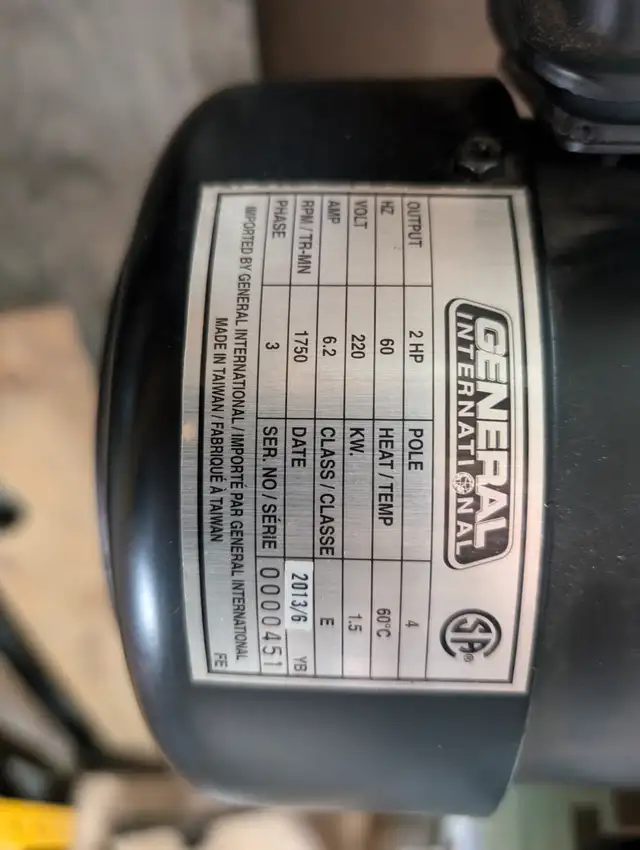 GENERAL
INTERNATIONAL
SA®
OUTPUT 2 HP POLE 4
HZ 60 HEAT / TEMP 60°C
VOLT 220 KW. 1.5
AMP 6.2 CLASS / CLASSE E
RPM / TR-MN 1750 DATE 2013/6 YB
PHASE 3 SER. NO / SÉRIE 0000451
IMPORTED BY GENERAL INTERNATIONAL / IMPORTÉ PAR GENERAL INTERNATIONAL
MADE IN TAIWAN / FABRIQUÉ À TAIWAN FE